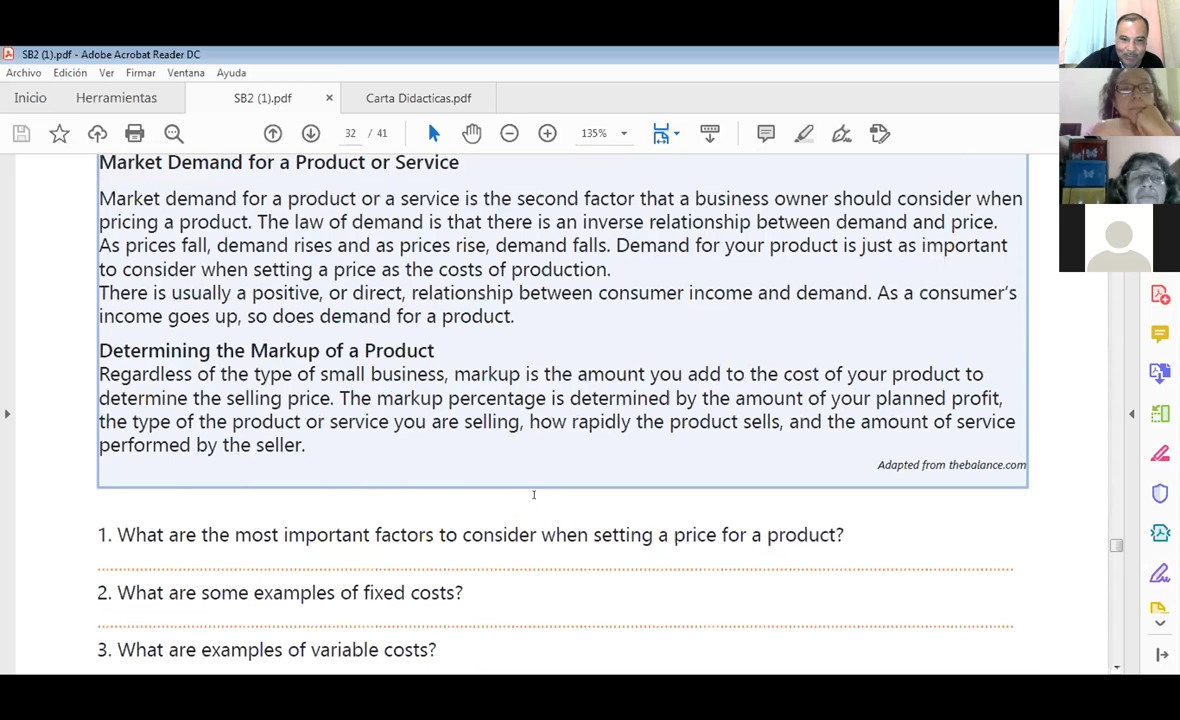 SB2 (1).pdf - Adobe Acrobat Reader DC
Archivo Edición Ver Firmar Ventana Ayuda
Inicio Herramientas SB2 (1).pdf × Carta Didacticas.pdf
32 / 41 135%
Market Demand for a Product or Service
Market demand for a product or a service is the second factor that a business owner should consider when
pricing a product. The law of demand is that there is an inverse relationship between demand and price.
As prices fall, demand rises and as prices rise, demand falls. Demand for your product is just as important
to consider when setting a price as the costs of production.
There is usually a positive, or direct, relationship between consumer income and demand. As a consumer's
income goes up, so does demand for a product.
Determining the Markup of a Product
Regardless of the type of small business, markup is the amount you add to the cost of your product to
determine the selling price. The markup percentage is determined by the amount of your planned profit,
the type of the product or service you are selling, how rapidly the product sells, and the amount of service
performed by the seller.
Adapted from thebalance.com
1. What are the most important factors to consider when setting a price for a product?
2. What are some examples of fixed costs?
3. What are examples of variable costs?